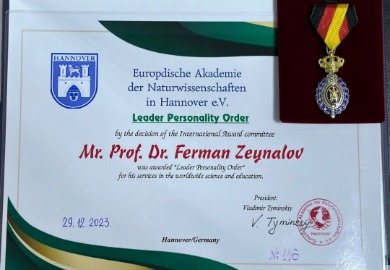 HANNOVER
Europdische Akademie
der Naturwissenschaften
in Hannover e.V.
Leader Personality Order
by the decision of the International Award committee
Mr. Prof. Dr. Ferman Zeynalov
was awarded "Leader Personality Order"
for his services in the worldwide science and education.
President:
Vladimir Tyminskiy
29.12.2023
V. Tyminskiy
Hannover/Germany
№ 116